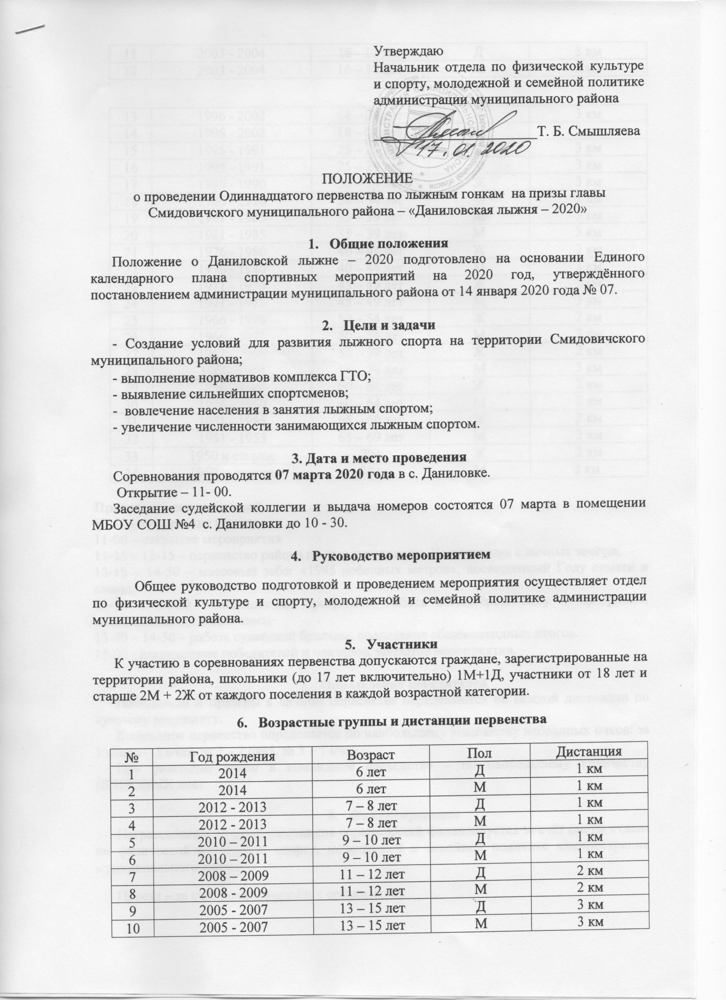 Утверждаю
Начальник отдела по физической культуре
и спорту, молодежной и семейной политике
администрации муниципального района
Т. Б. Смышляева
17.01.2020
ПОЛОЖЕНИЕ
о проведении Одиннадцатого первенства по лыжным гонкам на призы главы
Смидовичского муниципального района – «Даниловская лыжня – 2020»
1. Общие положения
Положение о Даниловской лыжне – 2020 подготовлено на основании Единого
календарного плана спортивных мероприятий на 2020 год, утверждённого
постановлением администрации муниципального района от 14 января 2020 года № 07.
2. Цели и задачи
- Создание условий для развития лыжного спорта на территории Смидовичского
муниципального района;
- выполнение нормативов комплекса ГТО;
- выявление сильнейших спортсменов;
- вовлечение населения в занятия лыжным спортом;
- увеличение численности занимающихся лыжным спортом.
3. Дата и место проведения
Соревнования проводятся 07 марта 2020 года в с. Даниловке.
Открытие – 11- 00.
Заседание судейской коллегии и выдача номеров состоятся 07 марта в помещении
МБОУ СОШ №4 с. Даниловки до 10 - 30.
4. Руководство мероприятием
Общее руководство подготовкой и проведением мероприятия осуществляет отдел
по физической культуре и спорту, молодежной и семейной политике администрации
муниципального района.
5. Участники
К участию в соревнованиях первенства допускаются граждане, зарегистрированные на
территории района, школьники (до 17 лет включительно) 1М+1Д, участники от 18 лет и
старше 2М + 2Ж от каждого поселения в каждой возрастной категории.
6. Возрастные группы и дистанции первенства
№ Год рождения Возраст Пол Дистанция
1 2014 6 лет Д 1 км
2 2014 6 лет М 1 км
3 2012 - 2013 7 – 8 лет Д 1 км
4 2012 - 2013 7 – 8 лет М 1 км
5 2010 – 2011 9 – 10 лет Д 1 км
6 2010 – 2011 9 – 10 лет М 1 км
7 2008 – 2009 11 – 12 лет Д 2 км
8 2008 - 2009 11 – 12 лет М 2 км
9 2005 - 2007 13 – 15 лет Д 3 км
10 2005 - 2007 13 – 15 лет М 3 км